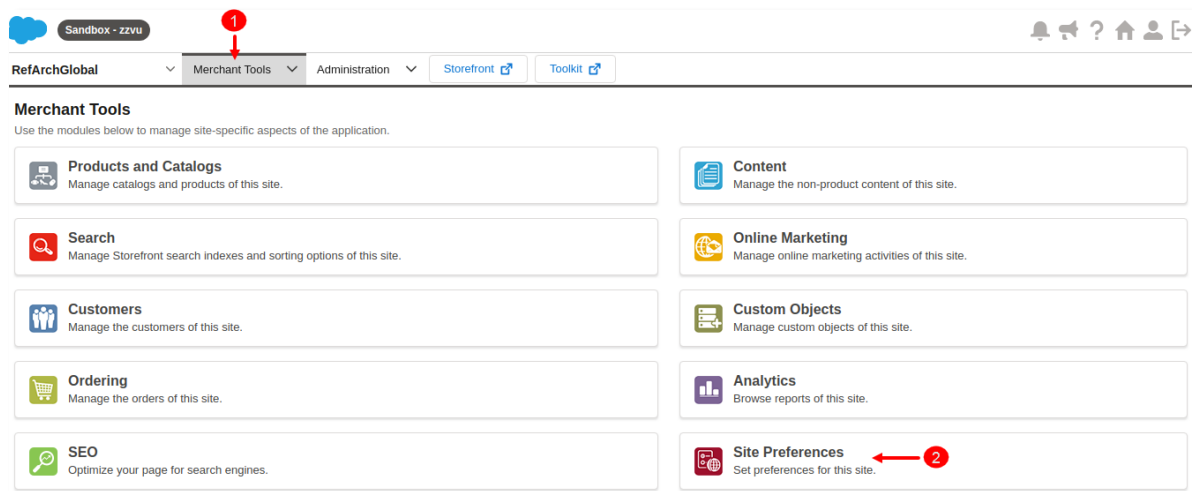 1
Sandbox - zzvu
RefArchGlobal Merchant Tools Administration Storefront Toolkit
Merchant Tools
Use the modules below to manage site-specific aspects of the application.
Products and Catalogs
Manage catalogs and products of this site.
Content
Manage the non-product content of this site.
Search
Manage Storefront search indexes and sorting options of this site.
Online Marketing
Manage online marketing activities of this site.
Customers
Manage the customers of this site.
Custom Objects
Manage custom objects of this site.
Ordering
Manage the orders of this site.
Analytics
Browse reports of this site.
SEO
Optimize your page for search engines.
Site Preferences 2
Set preferences for this site.